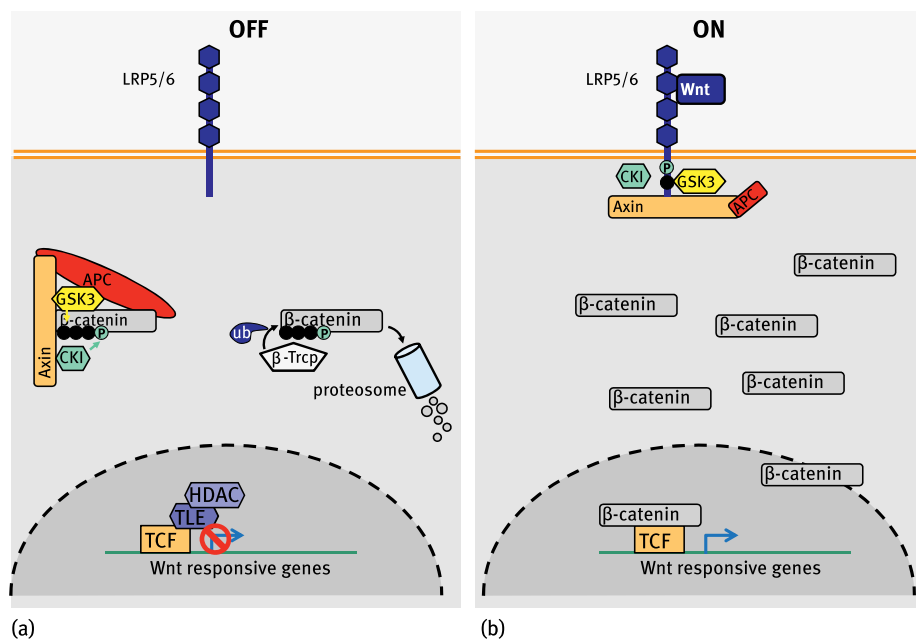 OFF
LRP5/6
APC
GSK3
β-catenin
P
CKI
Axin
β-catenin
ub
P
β-Trcp
proteosome
HDAC
TLE
TCF
Wnt responsive genes
(a)
ON
LRP5/6
Wnt
P
CKI
GSK3
Axin
APC
β-catenin
β-catenin
β-catenin
β-catenin
β-catenin
β-catenin
β-catenin
TCF
Wnt responsive genes
(b)